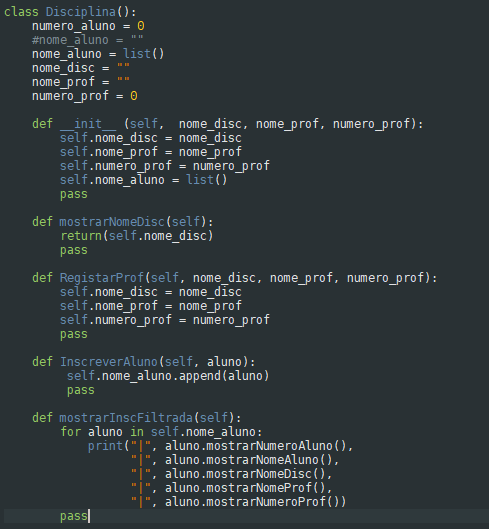 class Disciplina():
    numero_aluno = 0
    #nome_aluno = ""
    nome_aluno = list()
    nome_disc = ""
    nome_prof = ""
    numero_prof = 0

    def __init__ (self,  nome_disc, nome_prof, numero_prof):
        self.nome_disc = nome_disc
        self.nome_prof = nome_prof
        self.numero_prof = numero_prof
        self.nome_aluno = list()
        pass

    def mostrarNomeDisc(self):
        return(self.nome_disc)
        pass

    def RegistarProf(self, nome_disc, nome_prof, numero_prof):
        self.nome_disc = nome_disc
        self.nome_prof = nome_prof
        self.numero_prof = numero_prof
        pass

    def InscreverAluno(self, aluno):
         self.nome_aluno.append(aluno)
         pass

    def mostrarInscFiltrada(self):
        for aluno in self.nome_aluno:
            print("|", aluno.mostrarNumeroAluno(),
                  "|", aluno.mostrarNomeAluno(),
                  "|", aluno.mostrarNomeDisc(),
                  "|", aluno.mostrarNomeProf(),
                  "|", aluno.mostrarNumeroProf())
        pass